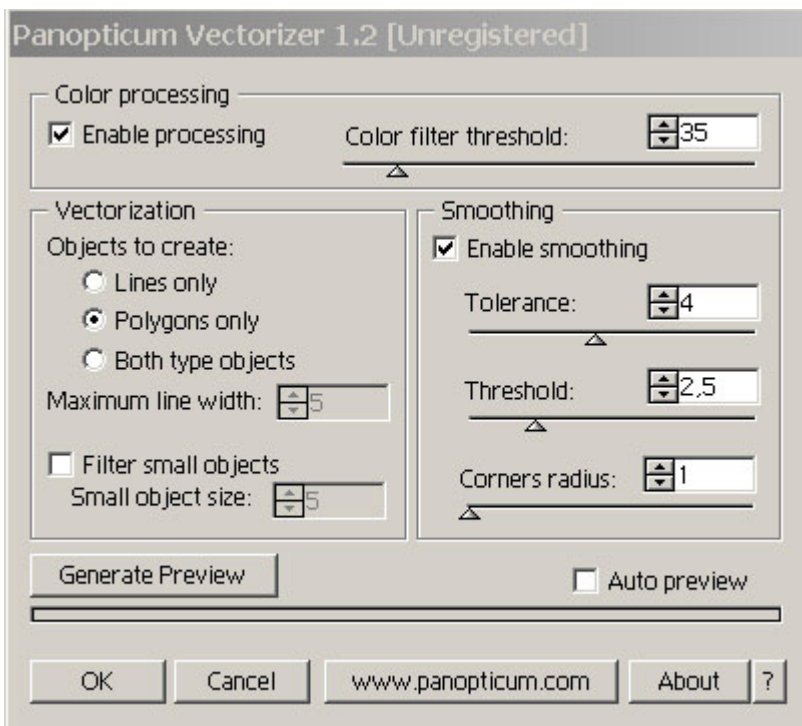 Panopticum Vectorizer 1.2 [Unregistered]
Color processing
Enable processing
Color filter threshold:
35
Vectorization
Objects to create:
Lines only
Polygons only
Both type objects
Maximum line width:
5
Filter small objects
Small object size:
5
Smoothing
Enable smoothing
Tolerance:
4
Threshold:
2,5
Corners radius:
1
Generate Preview
Auto preview
OK
Cancel
www.panopticum.com
About
?